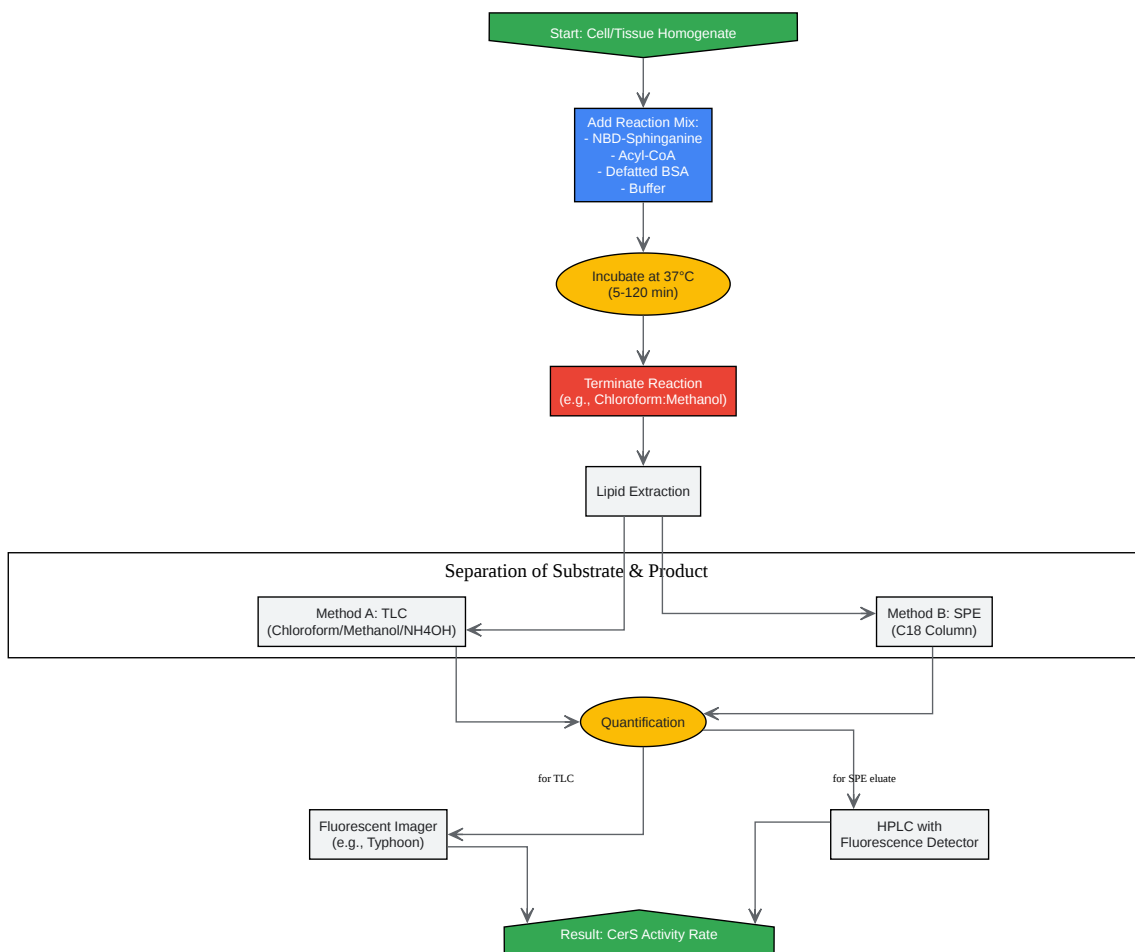 Start: Cell/Tissue Homogenate
Add Reaction Mix:
- NBD-Sphinganine
- Acyl-CoA
- Defatted BSA
- Buffer
Incubate at 37°C
(5-120 min)
Terminate Reaction
(e.g., Chloroform:Methanol)
Lipid Extraction
Separation of Substrate & Product
Method A: TLC
(Chloroform/Methanol/NH4OH)
Method B: SPE
(C18 Column)
Quantification
for TLC
for SPE eluate
Fluorescent Imager
(e.g., Typhoon)
HPLC with
Fluorescence Detector
Result: CerS Activity Rate